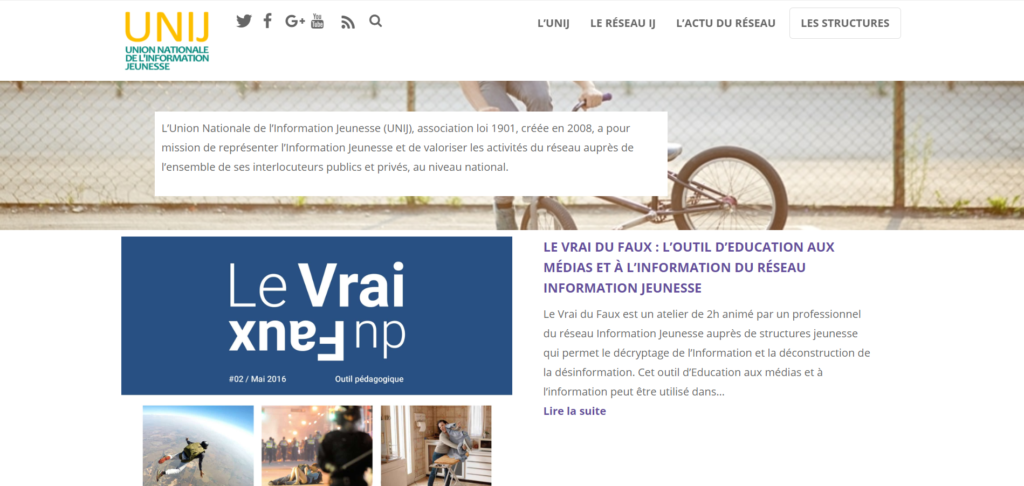 UNIJ
UNION NATIONALE
DE L'INFORMATION
JEUNESSE
You
Tube
L'UNIJ
LE RÉSEAU IJ
L'ACTU DU RÉSEAU
LES STRUCTURES
L'Union Nationale de l'Information Jeunesse (UNIJ), association loi 1901, créée en 2008, a pour
mission de représenter l'Information Jeunesse et de valoriser les activités du réseau auprès de
l'ensemble de ses interlocuteurs publics et privés, au niveau national.
Le Vrai
du Faux
#02 / Mai 2016
Outil pédagogique
LE VRAI DU FAUX : L'OUTIL D'EDUCATION AUX
MÉDIAS ET À L'INFORMATION DU RÉSEAU
INFORMATION JEUNESSE
Le Vrai du Faux est un atelier de 2h animé par un professionnel
du réseau Information Jeunesse auprès de structures jeunesse
qui permet le décryptage de l'Information et la déconstruction de
la désinformation. Cet outil d'Education aux médias et à
l'information peut être utilisé dans...
Lire la suite